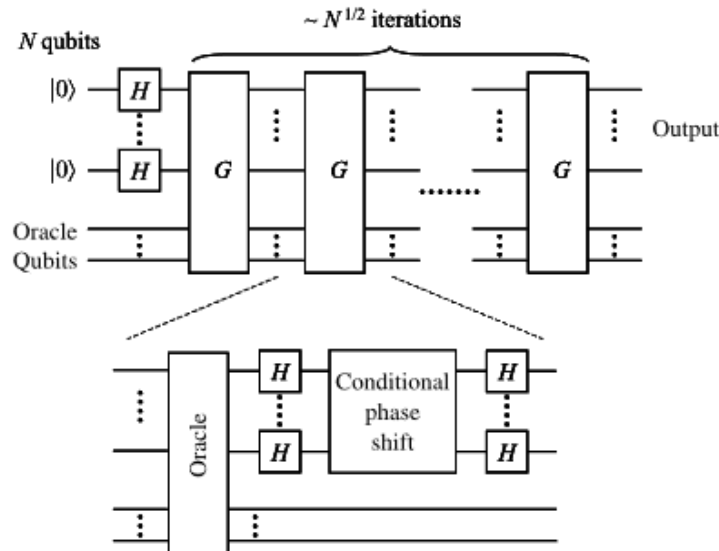 ~ N^{1/2} iterations
N qubits
|0⟩ H
|0⟩ H G G G Output
Oracle
Qubits
H Conditional phase shift H
Oracle
H H